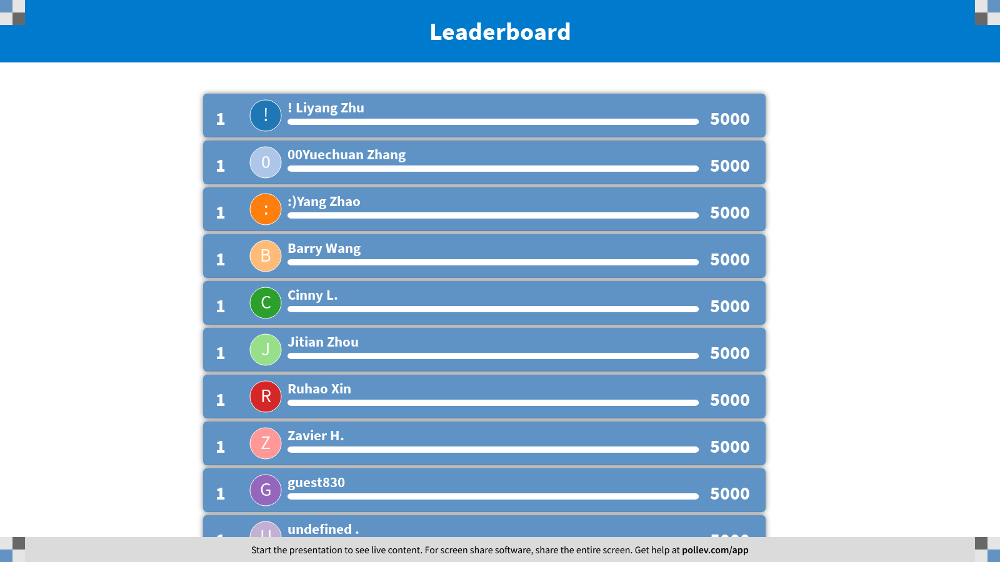 Leaderboard
1 ! ! Liyang Zhu 5000
1 0 00Yuechuan Zhang 5000
1 : :)Yang Zhao 5000
1 B Barry Wang 5000
1 C Cinny L. 5000
1 J Jitian Zhou 5000
1 R Ruhao Xin 5000
1 Z Zavier H. 5000
1 G guest830 5000
1 U undefined . 5000
Start the presentation to see live content. For screen share software, share the entire screen. Get help at pollev.com/app